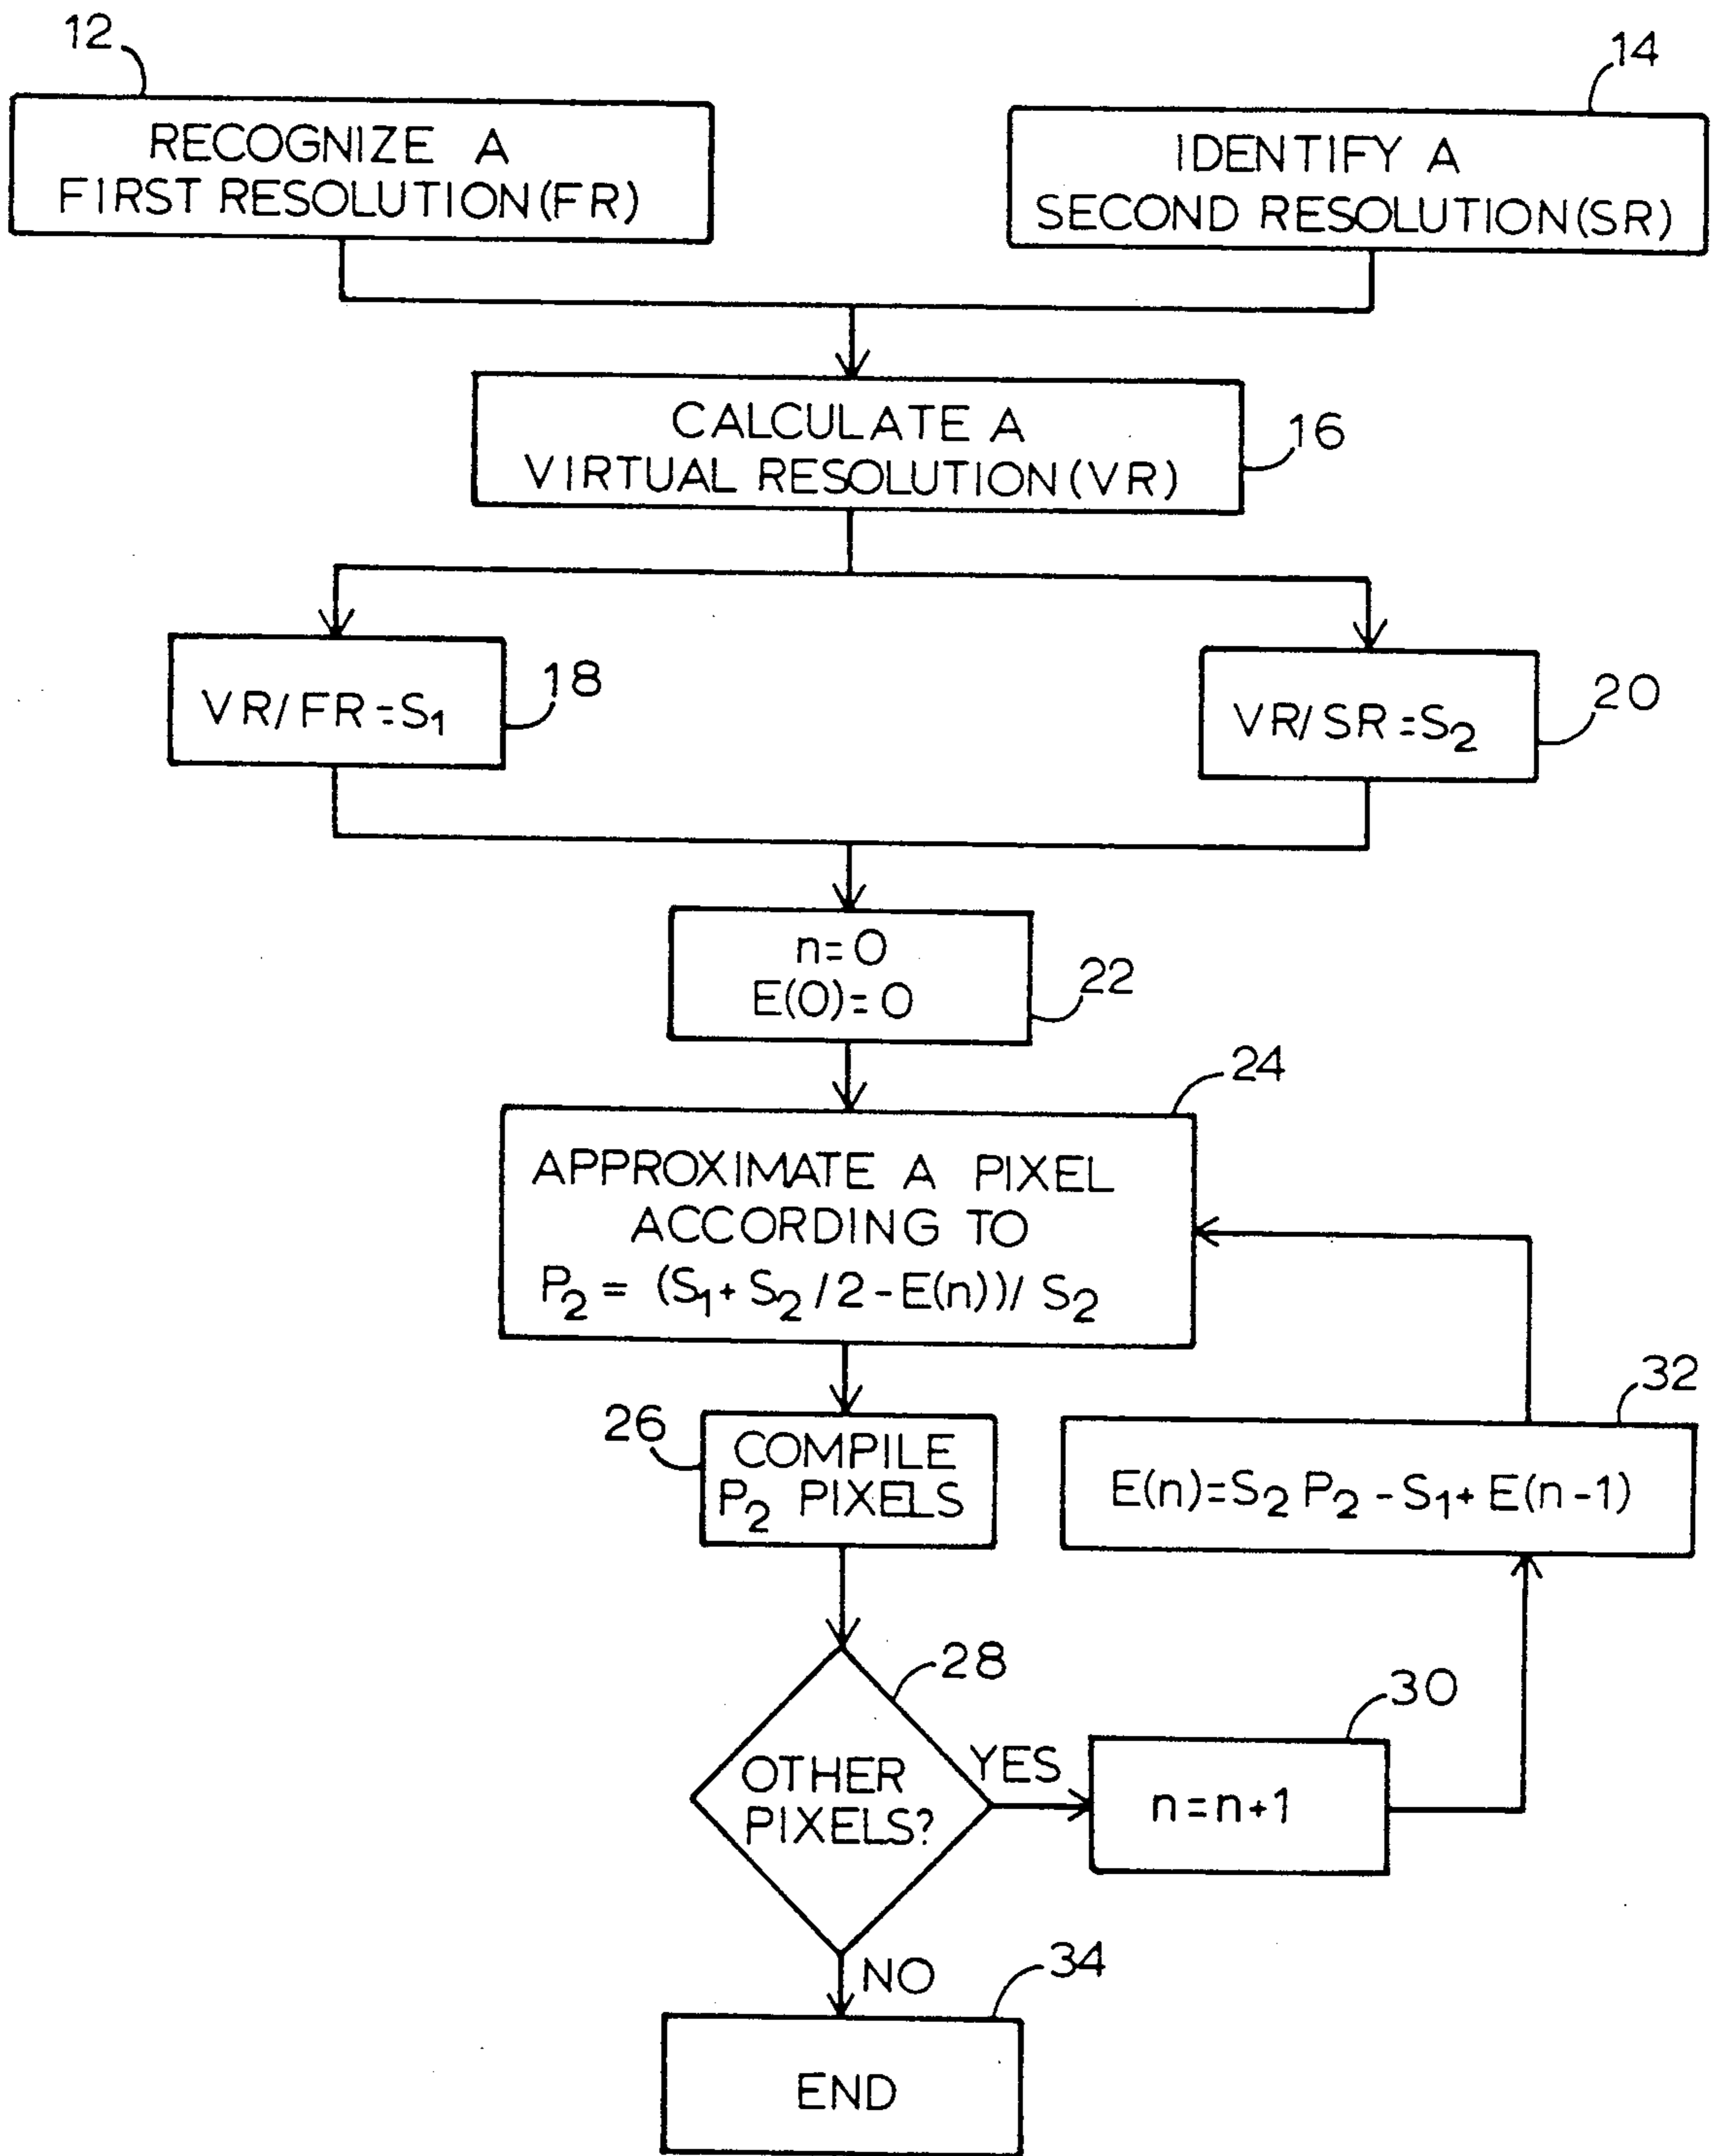 12
14
RECOGNIZE A
FIRST RESOLUTION(FR)
IDENTIFY A
SECOND RESOLUTION(SR)
CALCULATE A
VIRTUAL RESOLUTION(VR)
16
VR/FR=S₁
18
VR/SR=S₂
20
n=0
E(0)=0
22
24
APPROXIMATE A PIXEL
ACCORDING TO
P₂ = (S₁+S₂/2-E(n))/S₂
26
COMPILE
P₂ PIXELS
32
E(n)=S₂P₂-S₁+E(n-1)
28
OTHER
PIXELS?
YES
30
n=n+1
NO
34
END